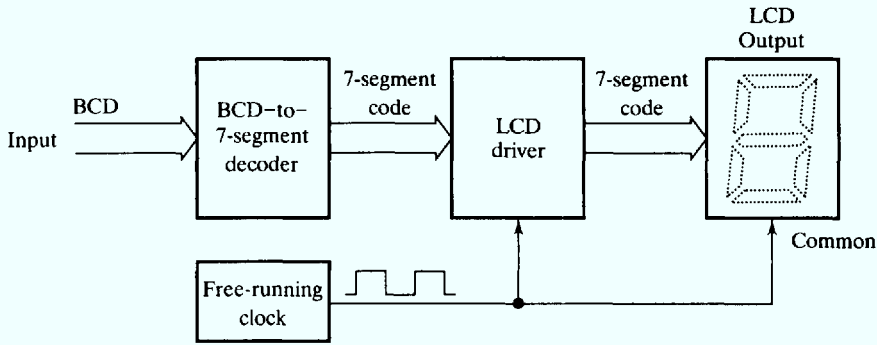 LCD
Output
7-segment
code
7-segment
code
BCD
Input
BCD-to-
7-segment
decoder
LCD
driver
Common
Free-running
clock